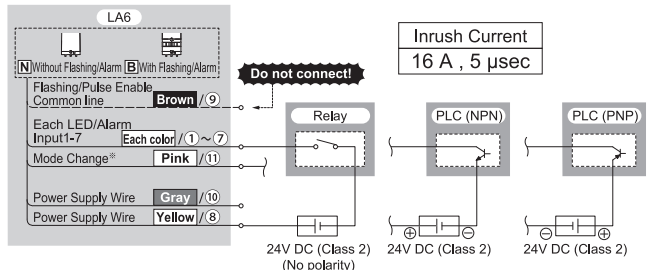 LA6
N Without Flashing/Alarm B With Flashing/Alarm
Flashing/Pulse Enable
Common line Brown /⑨
Do not connect!
Inrush Current
16 A , 5 μsec
Each LED/Alarm
Input1-7 Each color /①~⑦
Mode Change※ Pink /⑪
Power Supply Wire Gray /⑩
Power Supply Wire Yellow /⑧
Relay
24V DC (Class 2)
(No polarity)
PLC (NPN)
⊕ ⊖
24V DC (Class 2)
PLC (PNP)
⊖ ⊕
24V DC (Class 2)